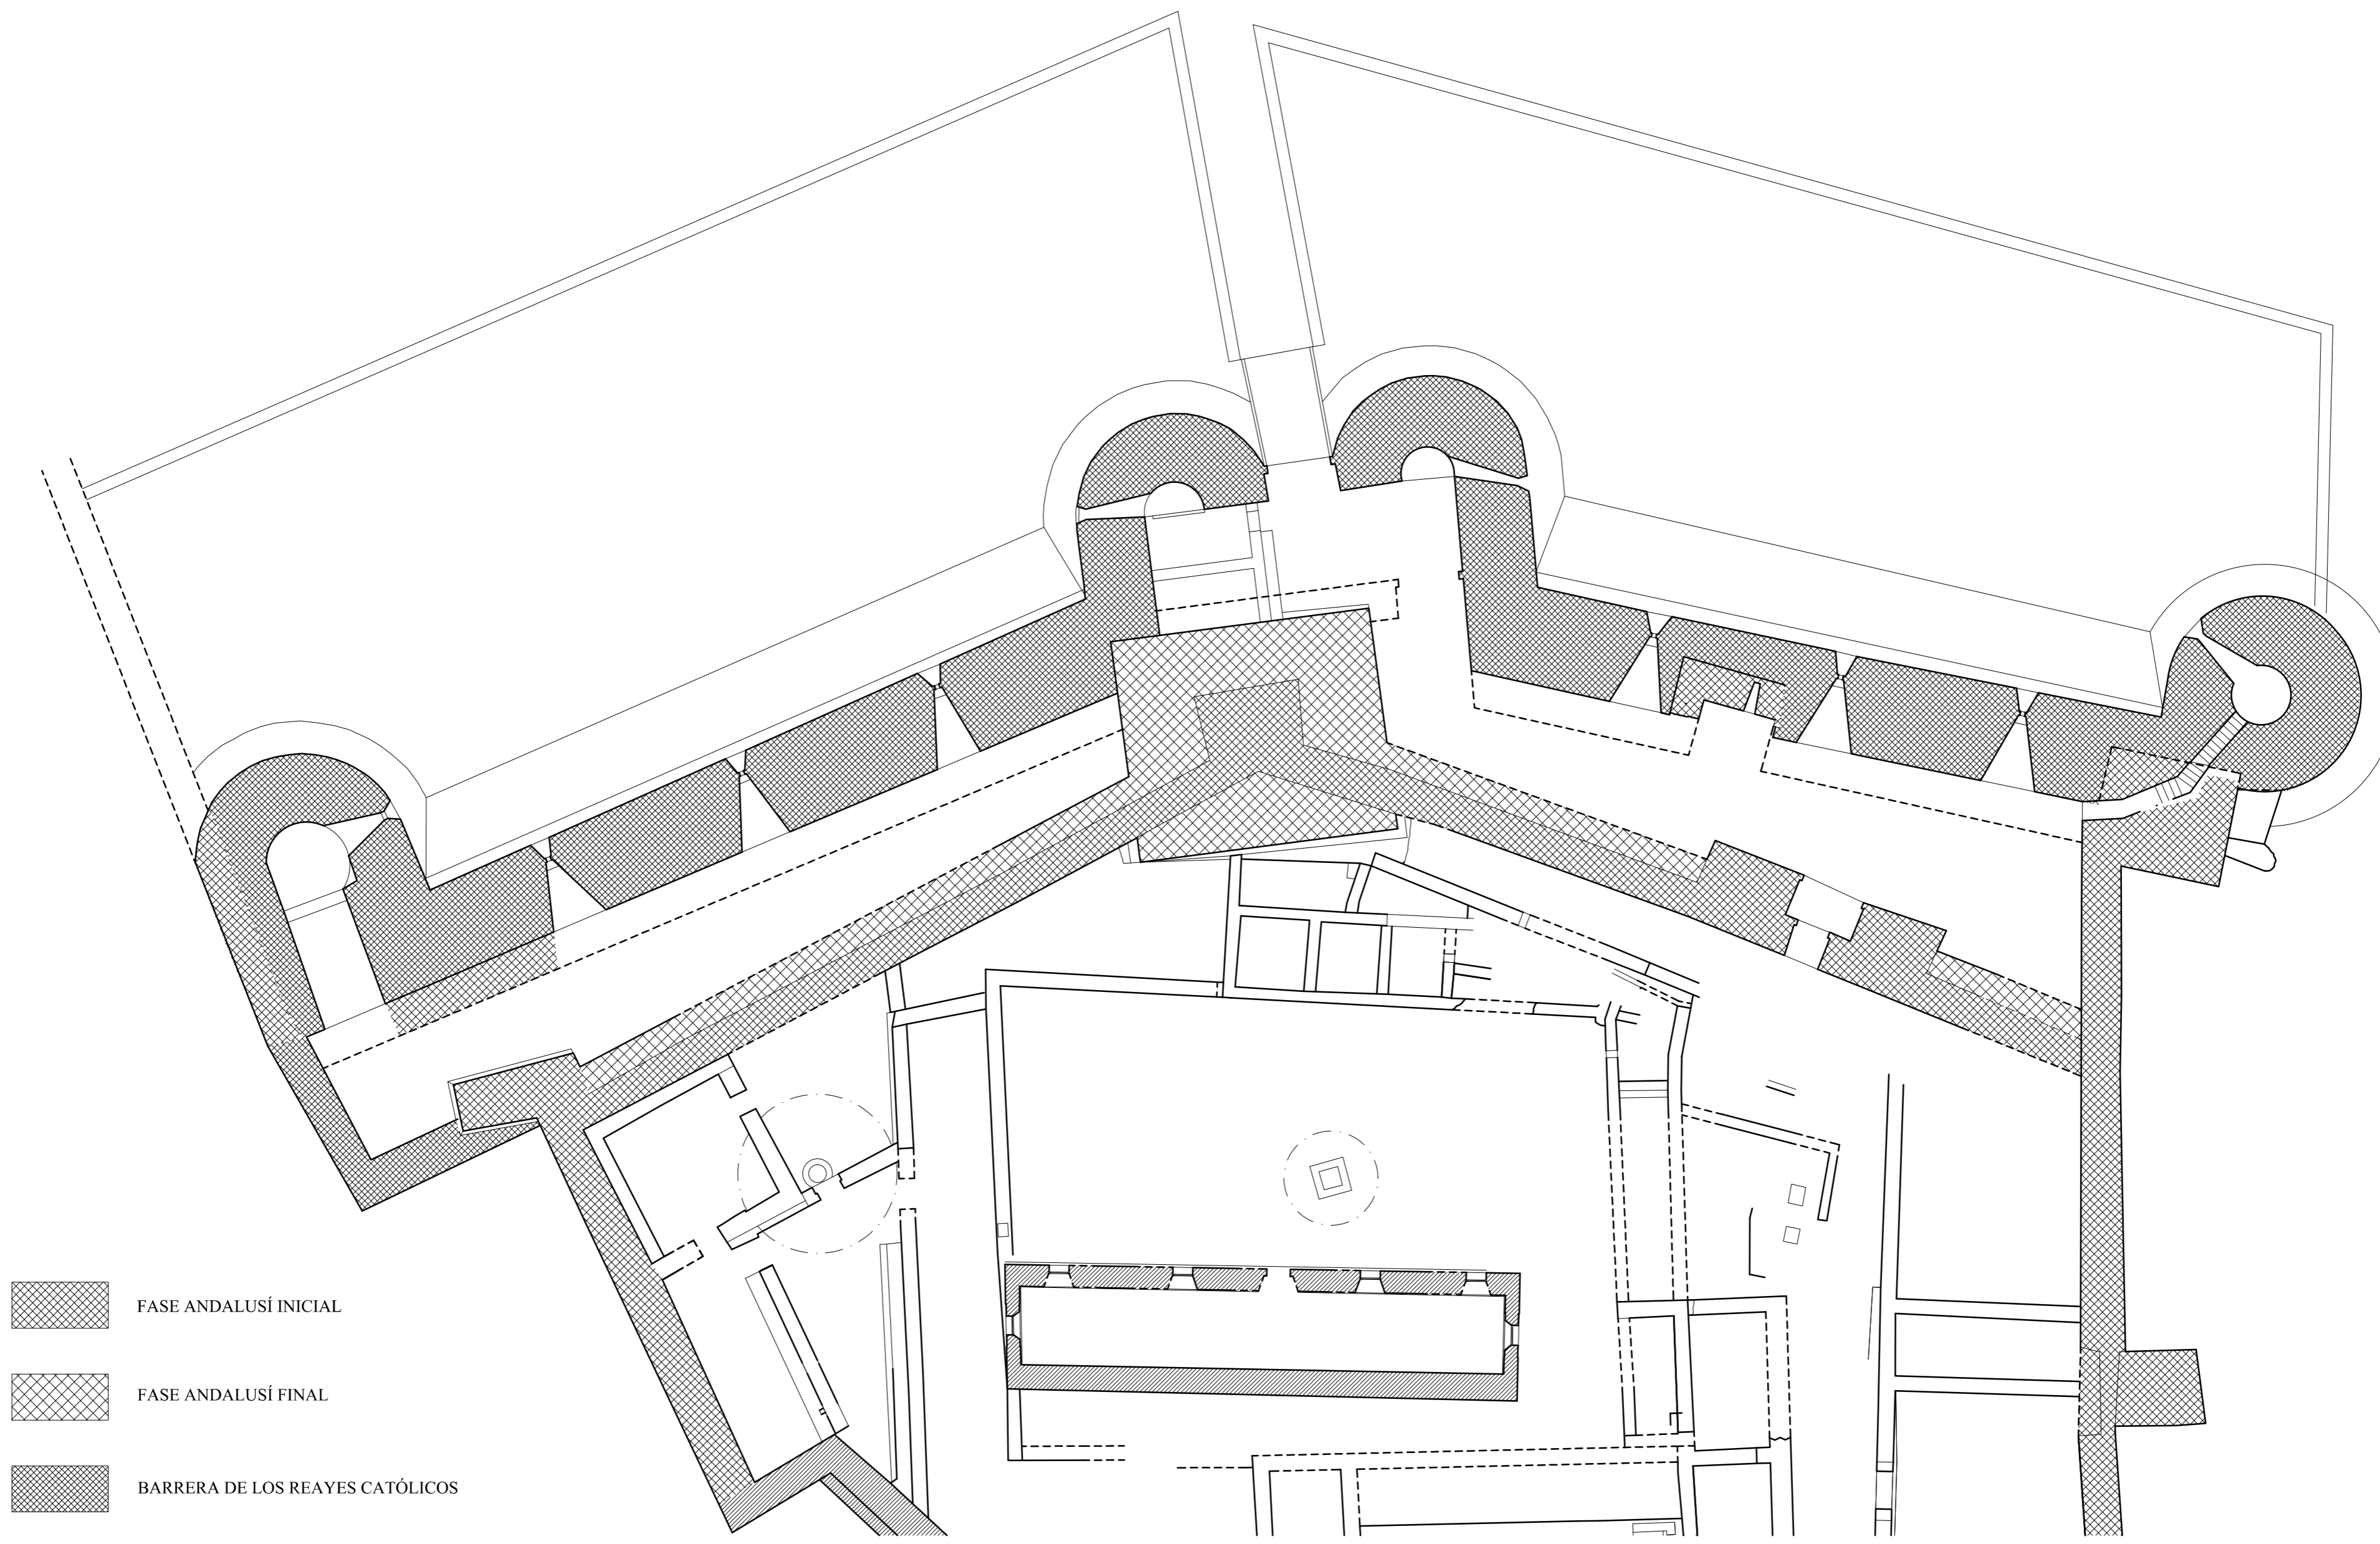 FASE ANDALUSÍ INICIAL
FASE ANDALUSÍ FINAL
BARRERA DE LOS REAYES CATÓLICOS